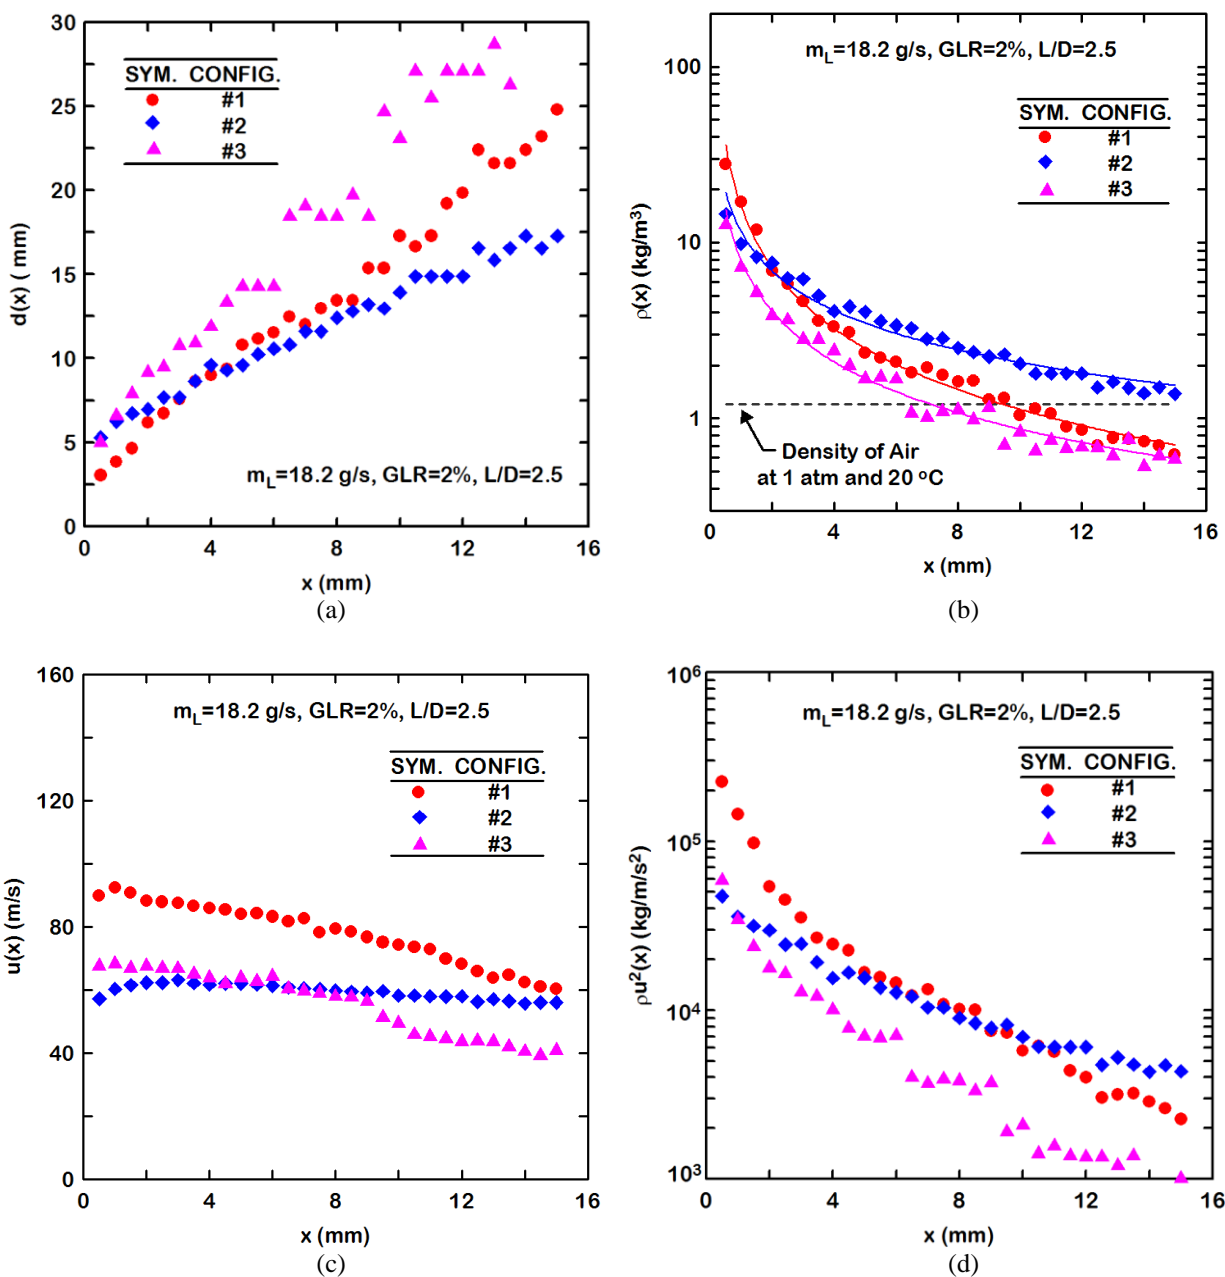 30
25
20
15
10
5
0
d(x) ( mm)
SYM. CONFIG.
#1
#2
#3
m_L=18.2 g/s, GLR=2%, L/D=2.5
0 4 8 12 16
x (mm)
(a)
100
10
1
ρ(x) (kg/m³)
m_L=18.2 g/s, GLR=2%, L/D=2.5
SYM. CONFIG.
#1
#2
#3
Density of Air
at 1 atm and 20 ºC
0 4 8 12 16
x (mm)
(b)
160
120
80
40
0
u(x) (m/s)
m_L=18.2 g/s, GLR=2%, L/D=2.5
SYM. CONFIG.
#1
#2
#3
0 4 8 12 16
x (mm)
(c)
10⁶
10⁵
10⁴
10³
ρu²(x) (kg/m/s²)
m_L=18.2 g/s, GLR=2%, L/D=2.5
SYM. CONFIG.
#1
#2
#3
0 4 8 12 16
x (mm)
(d)